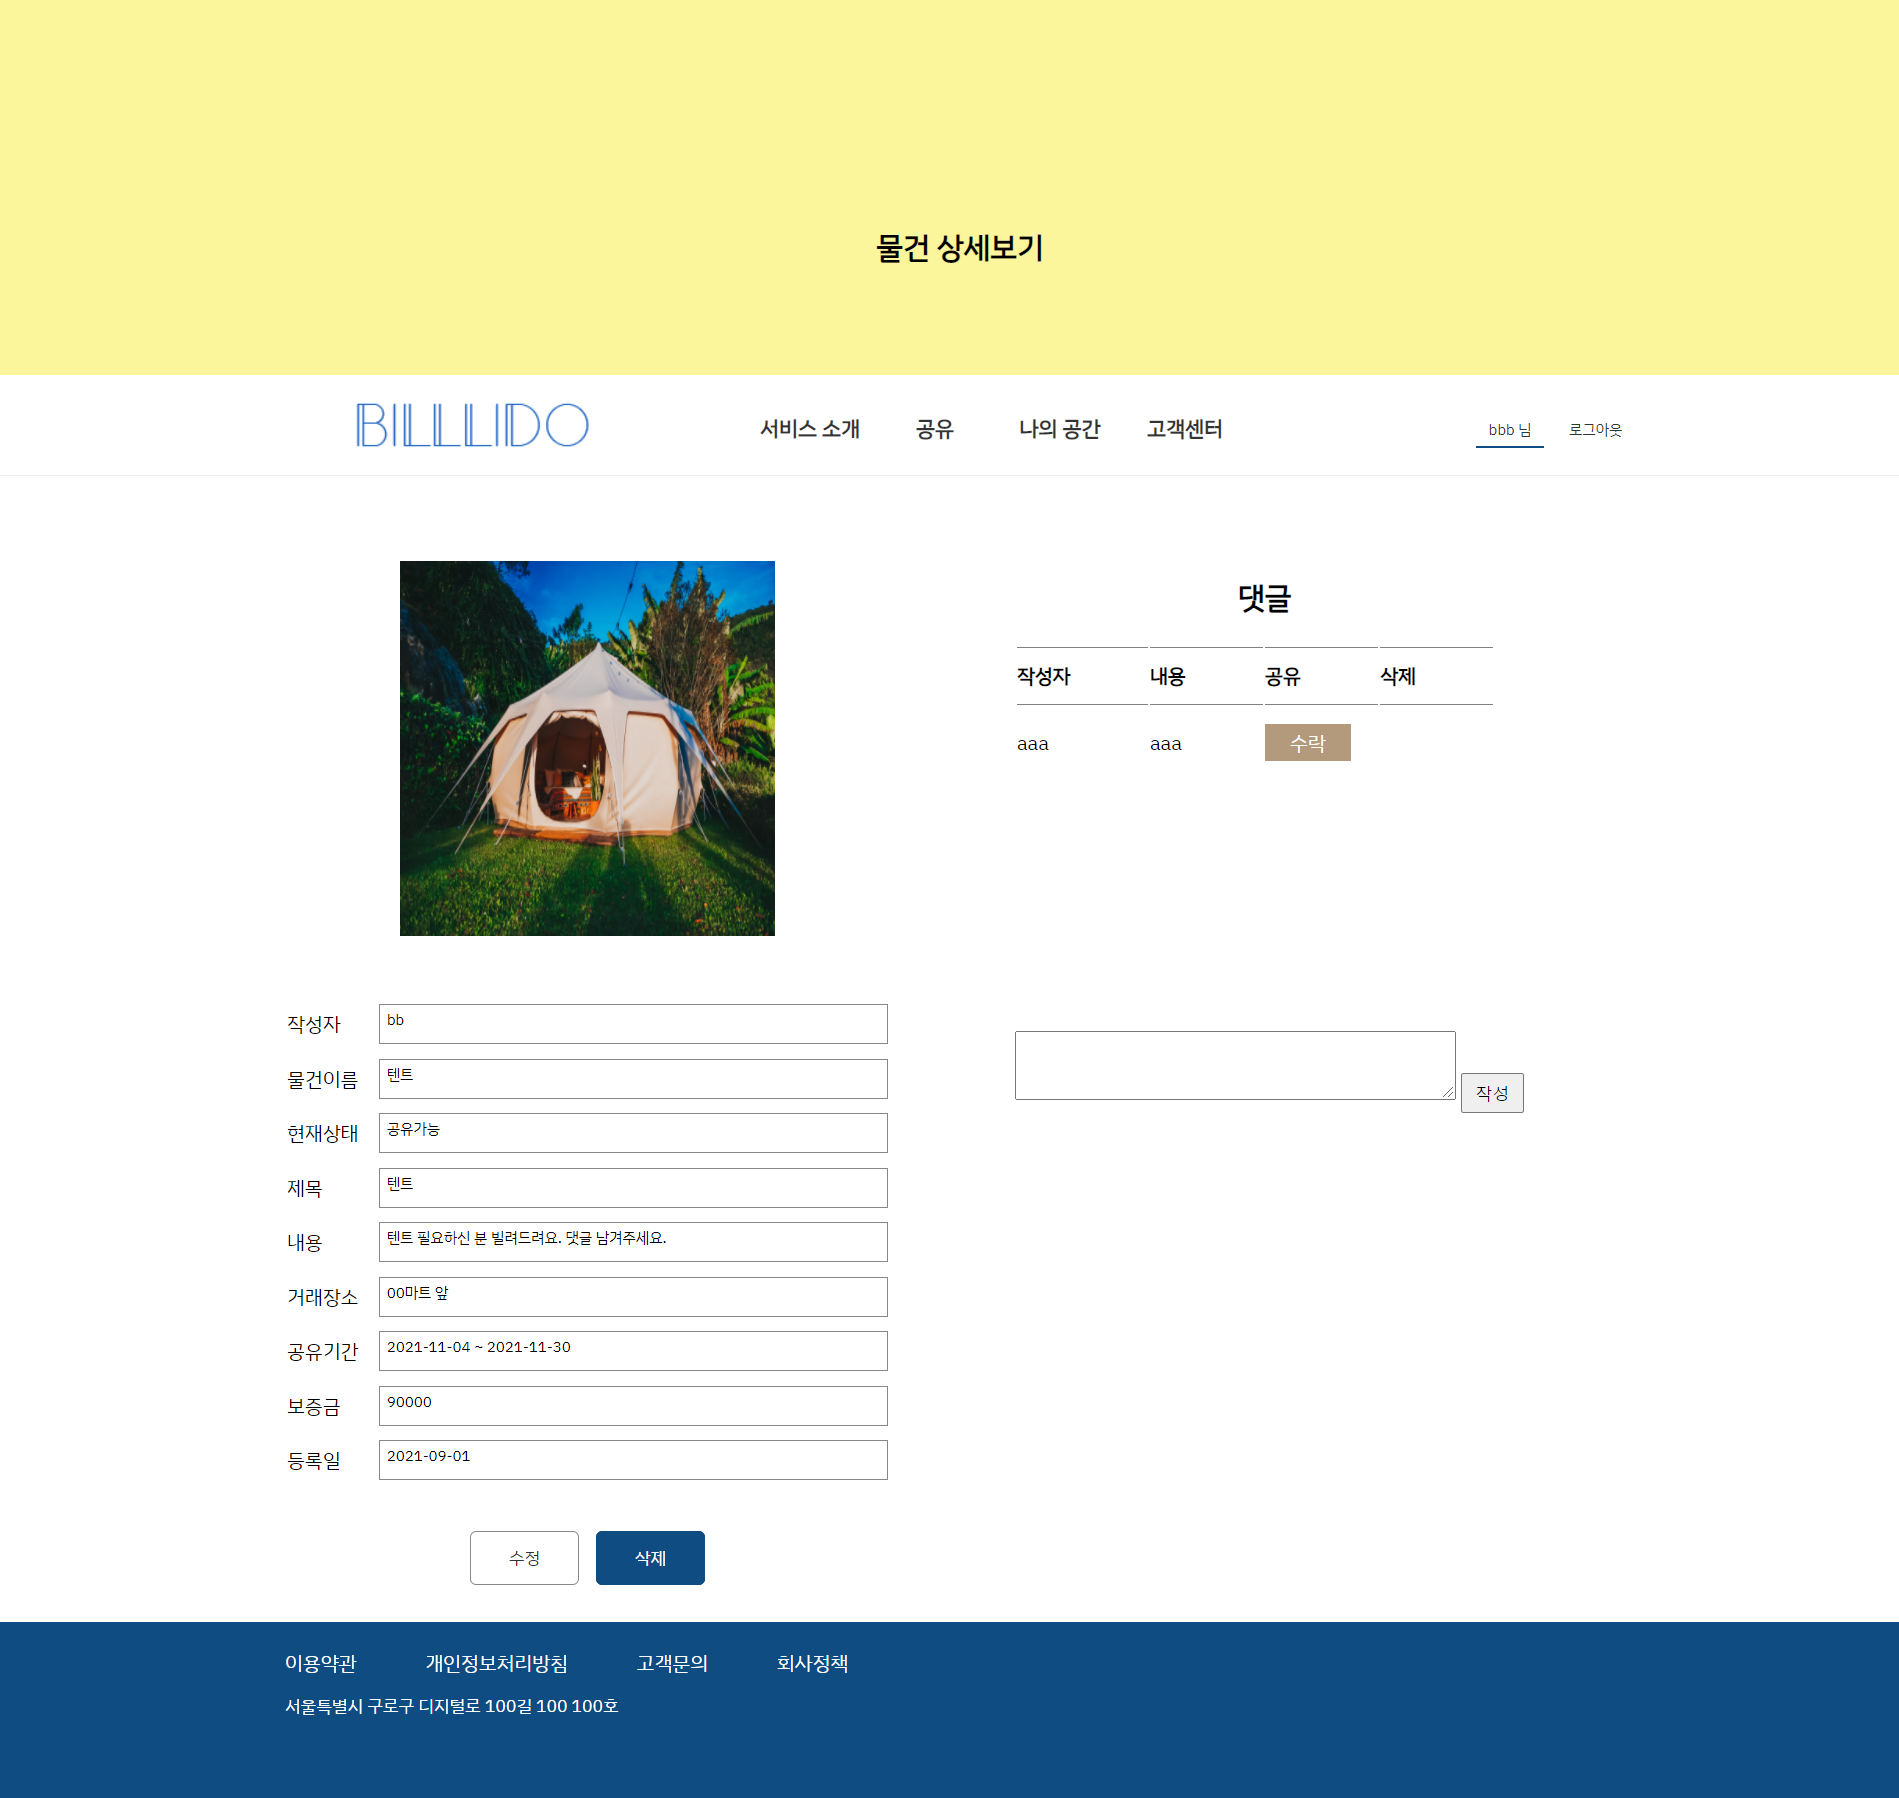 물건 상세보기
BILLLIDO
서비스 소개 공유 나의 공간 고객센터
bbb 님 로그아웃
댓글
작성자 내용 공유 삭제
aaa aaa 수락
작성자 bb
물건이름 텐트
현재상태 공유가능
제목 텐트
내용 텐트 필요하신 분 빌려드려요. 댓글 남겨주세요.
거래장소 00마트 앞
공유기간 2021-11-04 ~ 2021-11-30
보증금 90000
등록일 2021-09-01
작성
수정 삭제
이용약관 개인정보처리방침 고객문의 회사정책
서울특별시 구로구 디지털로 100길 100 100호